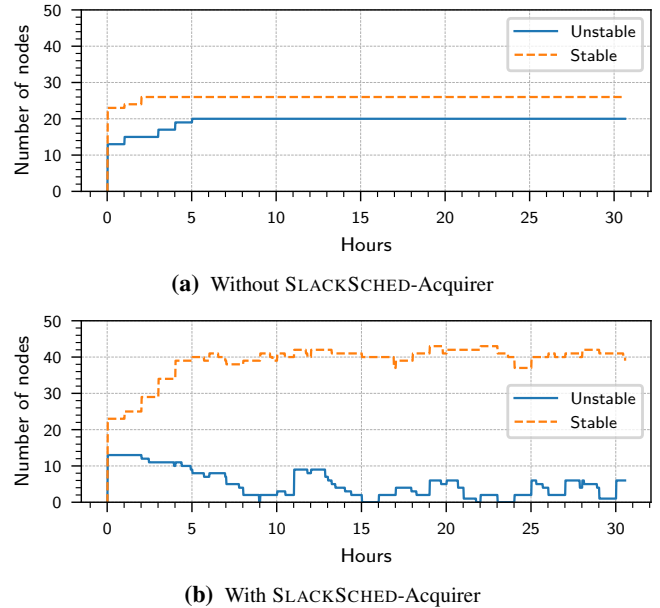 50
40
30
20
10
0
Number of nodes
Unstable
Stable
0 5 10 15 20 25 30
Hours
(a) Without SLACKSCHED-Acquirer
50
40
30
20
10
0
Number of nodes
Unstable
Stable
0 5 10 15 20 25 30
Hours
(b) With SLACKSCHED-Acquirer